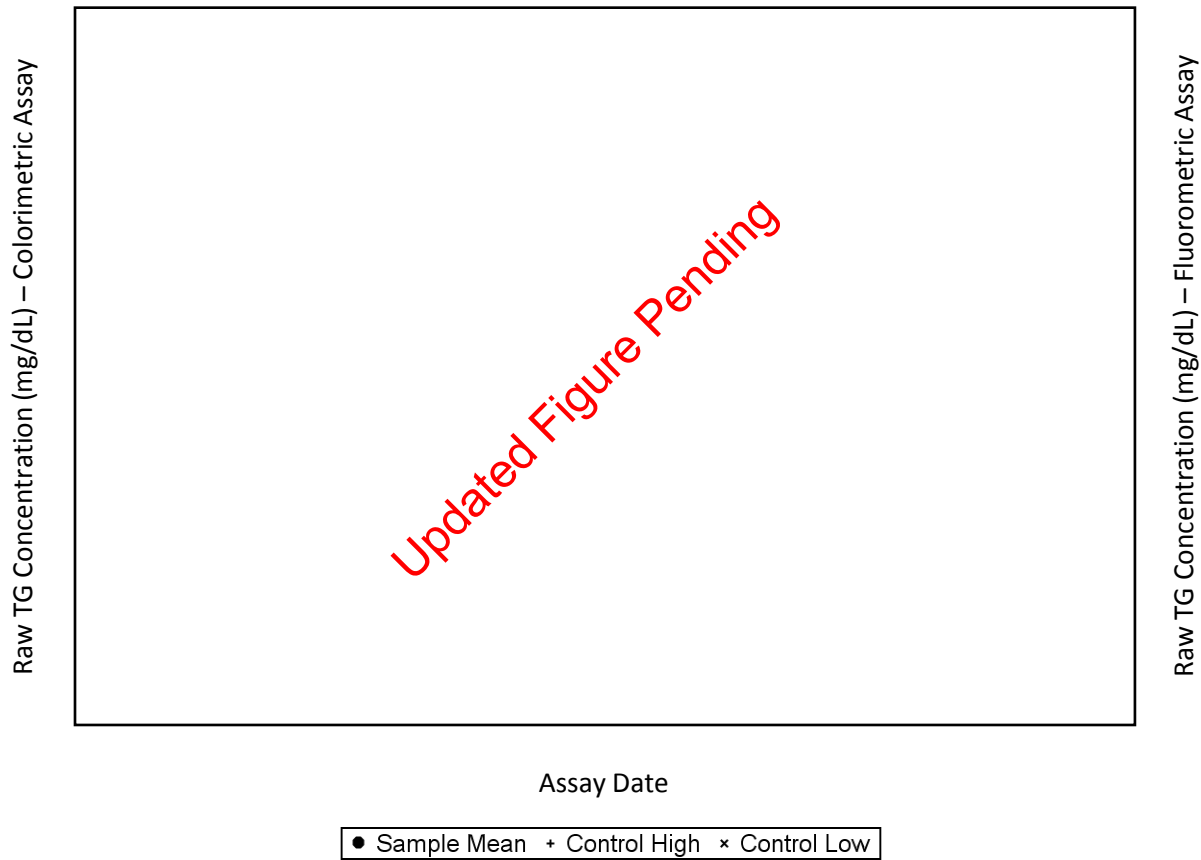 Raw TG Concentration (mg/dL) – Colorimetric Assay
Updated Figure Pending
Raw TG Concentration (mg/dL) – Fluorometric Assay
Assay Date
Sample Mean + Control High × Control Low